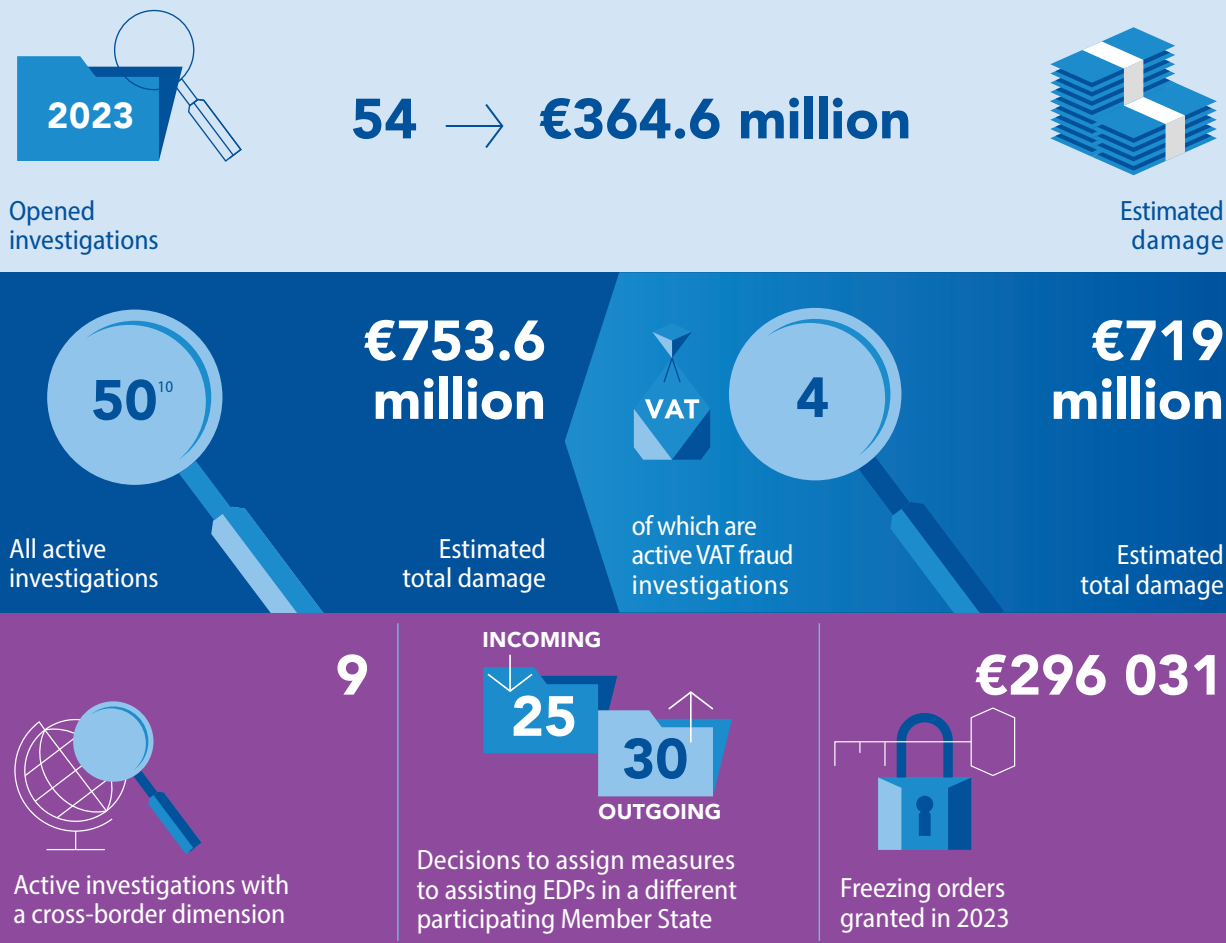 2023
54 → €364.6 million
Opened
investigations
Estimated
damage
50¹⁰
€753.6
million
All active
investigations
Estimated
total damage
VAT
4
€719
million
of which are
active VAT fraud
investigations
Estimated
total damage
9
Active investigations with
a cross-border dimension
INCOMING
25
30
OUTGOING
Decisions to assign measures
to assisting EDPs in a different
participating Member State
€296 031
Freezing orders
granted in 2023